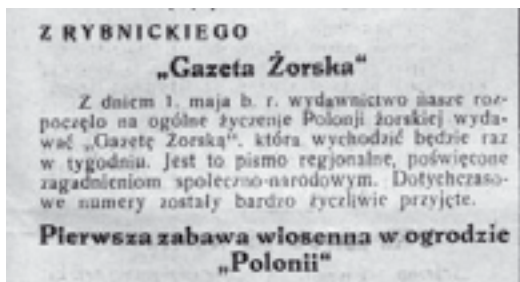 Z RYBNICKIEGO
„Gazeta Żorska“
Z dniem 1. maja b. r. wydawnictwo nasze roz-
poczęło na ogólne życzenie Polonji żorskiej wyda-
wać „Gazetę Żorską“, która wychodzić będzie raz
w tygodniu. Jest to pismo regjonalne, poświęcone
zagadnieniom społeczno-narodowym. Dotychczaso-
we numery zostały bardzo życzliwie przyjęte.
Pierwsza zabawa wiosenna w ogrodzie
„Polonii“